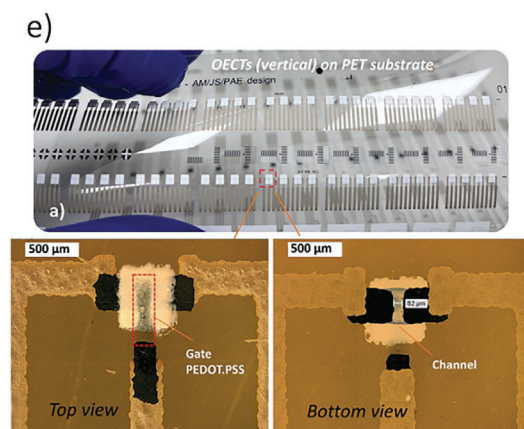 e)
OECTs (vertical) on PET substrate
- AM/JS/PAE design
01
a)
500 µm
Gate
PEDOT.PSS
Top view
500 µm
82 µm
Channel
Bottom view